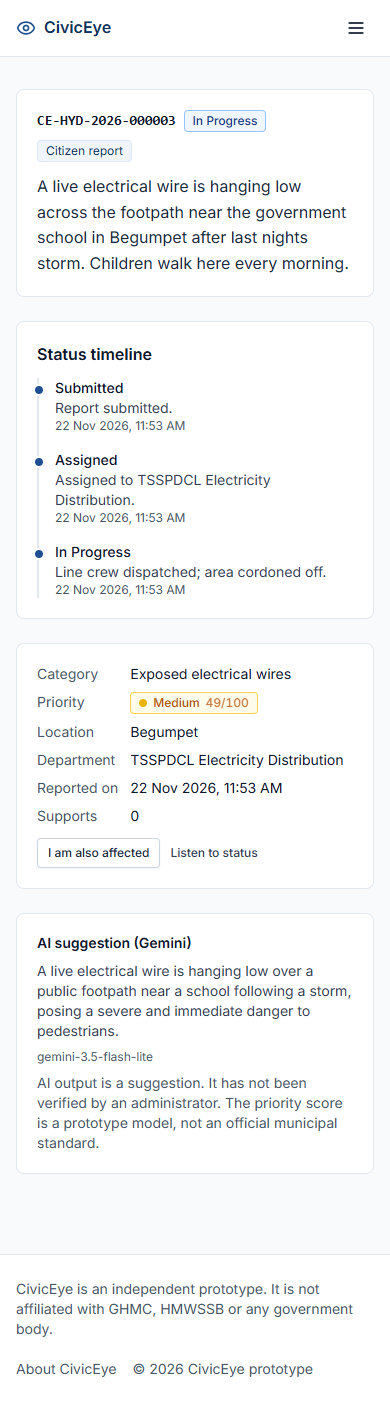 CivicEye
CE-HYD-2026-000003 In Progress
Citizen report
A live electrical wire is hanging low
across the footpath near the government
school in Begumpet after last nights
storm. Children walk here every morning.
Status timeline
Submitted
Report submitted.
22 Nov 2026, 11:53 AM
Assigned
Assigned to TSSPDCL Electricity
Distribution.
22 Nov 2026, 11:53 AM
In Progress
Line crew dispatched; area cordoned off.
22 Nov 2026, 11:53 AM
Category Exposed electrical wires
Priority Medium 49/100
Location Begumpet
Department TSSPDCL Electricity Distribution
Reported on 22 Nov 2026, 11:53 AM
Supports 0
I am also affected Listen to status
AI suggestion (Gemini)
A live electrical wire is hanging low over a
public footpath near a school following a storm,
posing a severe and immediate danger to
pedestrians.
gemini-3.5-flash-lite
AI output is a suggestion. It has not been
verified by an administrator. The priority score
is a prototype model, not an official municipal
standard.
CivicEye is an independent prototype. It is not
affiliated with GHMC, HMWSSB or any government
body.
About CivicEye © 2026 CivicEye prototype